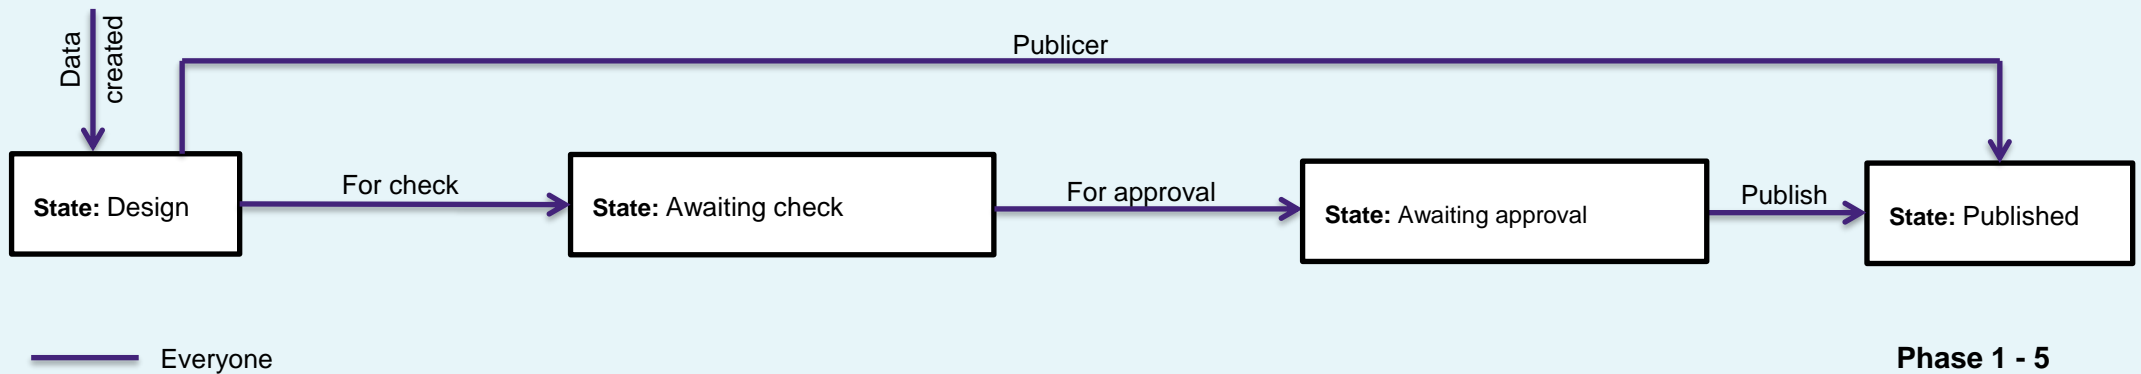 Data
created
Publicer
State: Design
For check
State: Awaiting check
For approval
State: Awaiting approval
Publish
State: Published
Everyone
Phase 1 - 5